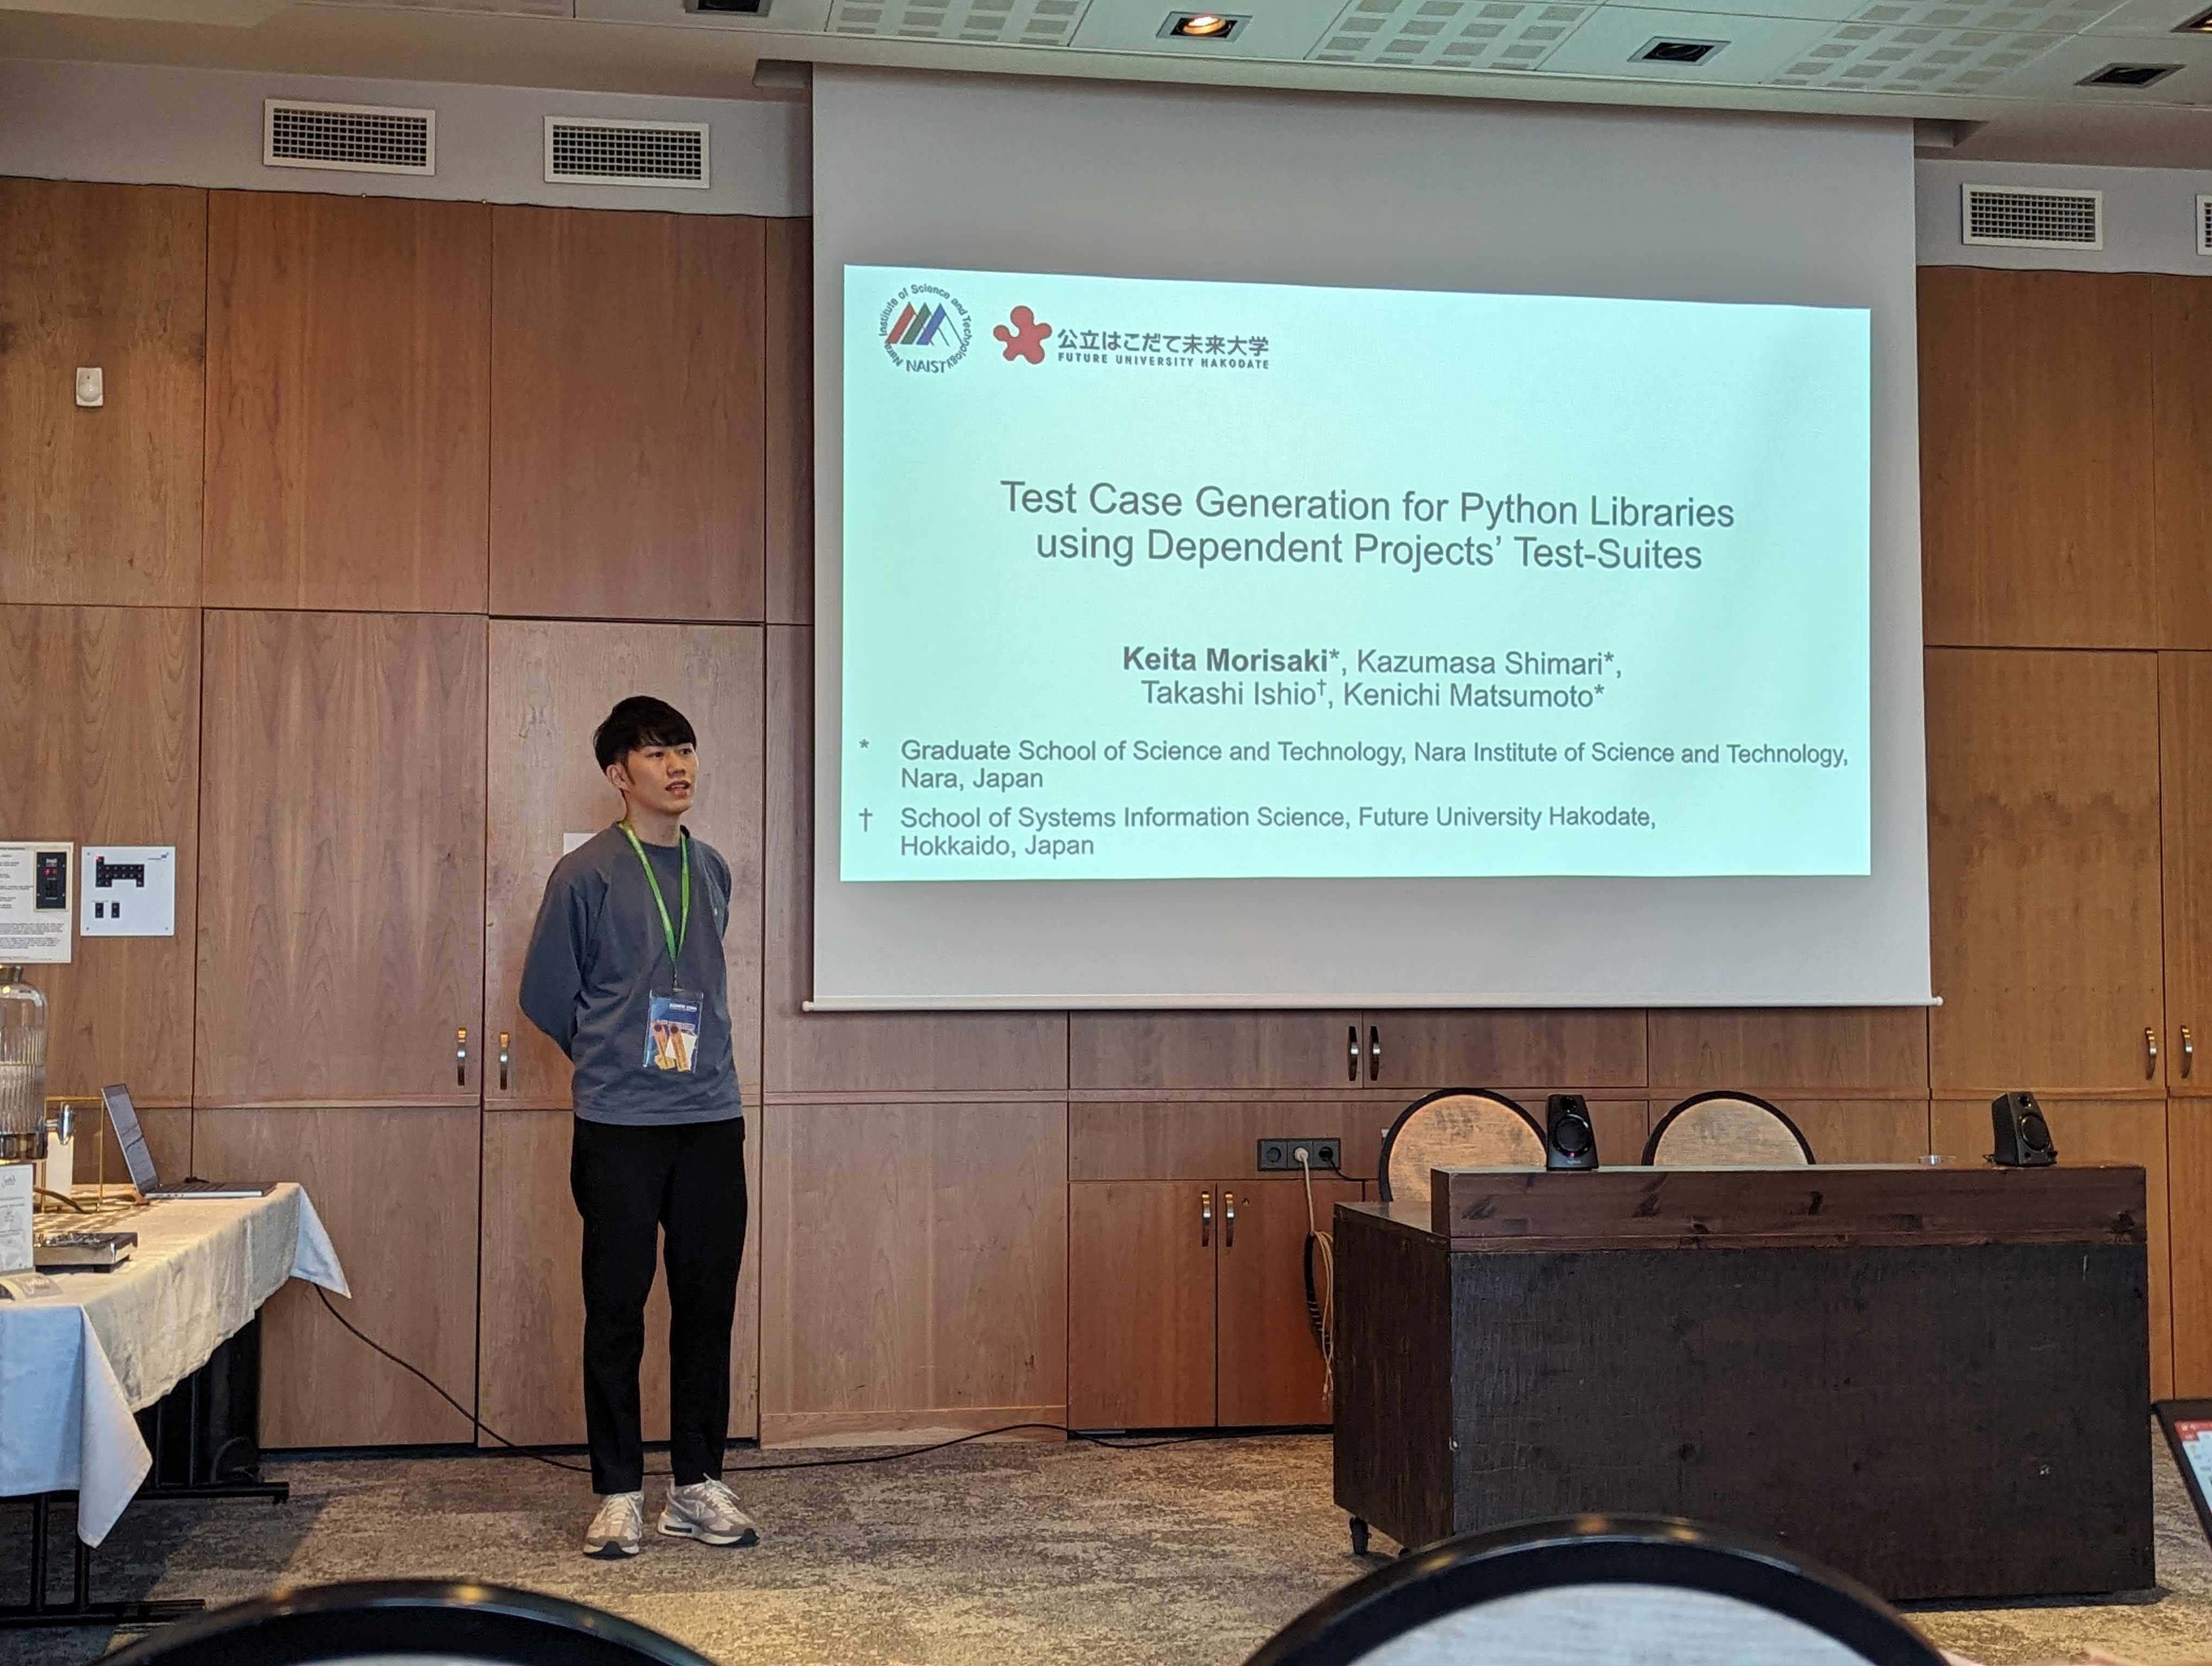 Nara Institute of Science and Technology
NAIST
公立はこだて未来大学
FUTURE UNIVERSITY HAKODATE
Test Case Generation for Python Libraries
using Dependent Projects’ Test-Suites
Keita Morisaki*, Kazumasa Shimari*,
Takashi Ishio†, Kenichi Matsumoto*
* Graduate School of Science and Technology, Nara Institute of Science and Technology,
Nara, Japan
† School of Systems Information Science, Future University Hakodate,
Hokkaido, Japan